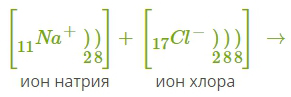 [₁₁Na⁺ ) ) 2 8] + [₁₇Cl⁻ ) ) ) 2 8 8] →
ион натрия ион хлора